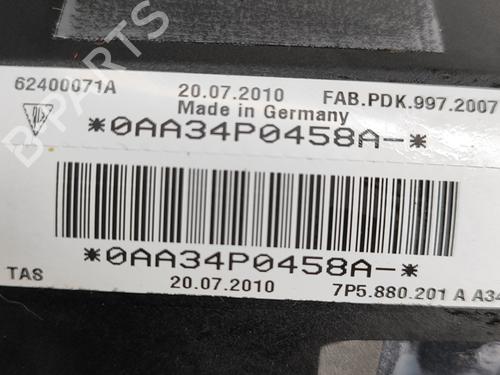 B-PARTS
62400071A 20.07.2010 FAB.PDK.997.2007
Made in Germany
*0AA34P0458A-*
*0AA34P0458A-*
TAS 20.07.2010 7P5.880.201 A A34